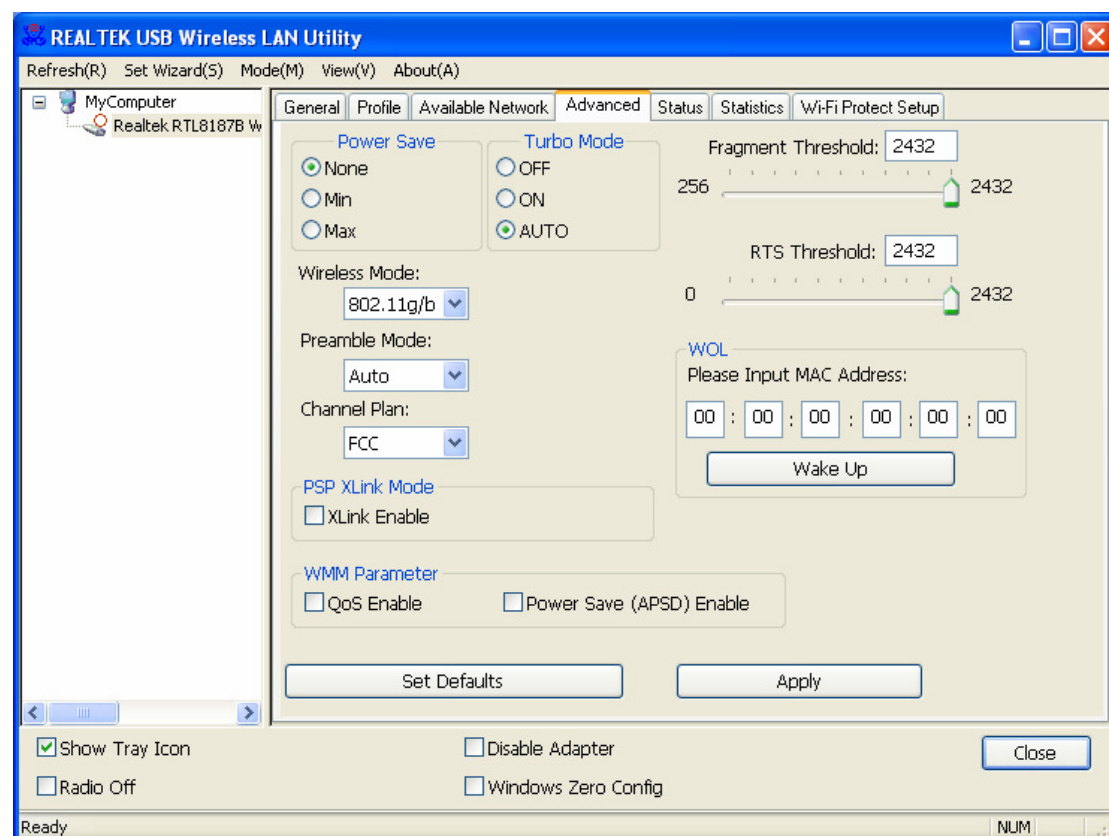 REALTEK USB Wireless LAN Utility
Refresh(R) Set Wizard(S) Mode(M) View(V) About(A)
MyComputer
Realtek RTL8187B W
General Profile Available Network Advanced Status Statistics Wi-Fi Protect Setup
Power Save
None
Min
Max
Turbo Mode
OFF
ON
AUTO
Wireless Mode:
802.11g/b
Preamble Mode:
Auto
Channel Plan:
FCC
Fragment Threshold: 2432
256 2432
RTS Threshold: 2432
0 2432
WOL
Please Input MAC Address:
00 : 00 : 00 : 00 : 00 : 00
Wake Up
PSP XLink Mode
XLink Enable
WMM Parameter
QoS Enable Power Save (APSD) Enable
Set Defaults Apply
Show Tray Icon Disable Adapter
Radio Off Windows Zero Config
Close
Ready NUM